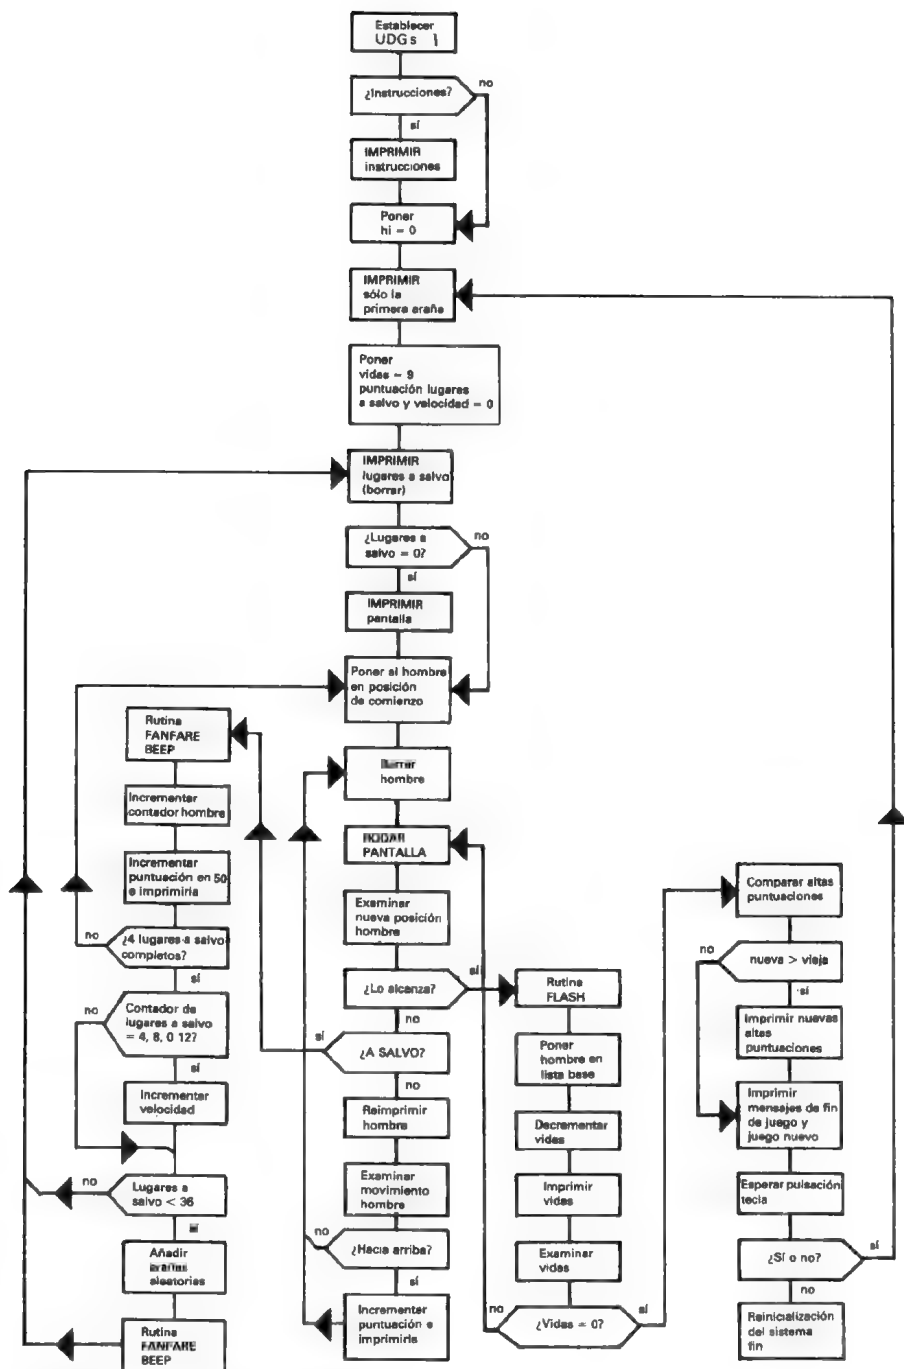 Establecer
UDGs
¿Instrucciones?
no
sí
IMPRIMIR
instrucciones
Poner
hi = 0
IMPRIMIR
sólo la
primera araña
Poner
vidas = 9
puntuación lugares
a salvo y velocidad = 0
IMPRIMIR
lugares a salvo
(borrar)
¿Lugares a
salvo = 0?
no
sí
IMPRIMIR
pantalla
Poner al hombre
en posición
de comienzo
Borrar
hombre
RODAR
PANTALLA
Examinar
nueva posición
hombre
¿Lo alcanza?
sí
no
¿A SALVO?
sí
no
Reimprimir
hombre
Examinar
movimiento
hombre
¿Hacia arriba?
no
sí
Incrementar
puntuación e
imprimirla
Rutina
FANFARE
BEEP
Incrementar
contador hombre
Incrementar
puntuación en 50
e imprimirla
¿4 lugares a salvo
completos?
no
sí
Contador de
lugares a salvo
= 4, 8, 0 12?
no
sí
Incrementar
velocidad
Lugares a
salvo < 36
no
sí
Añadir
arañas
aleatorias
Rutina
FANFARE
BEEP
Rutina
FLASH
Poner
hombre en
lista base
Decrementar
vidas
Imprimir
vidas
Examinar
vidas
¿Vidas = 0?
no
sí
Comparar altas
puntuaciones
nueva > vieja
no
sí
Imprimir nuevas
altas
puntuaciones
Imprimir
mensajes de fin
de juego y
juego nuevo
Esperar pulsación
tecla
¿Sí o no?
sí
no
Reinicialización
del sistema
fin